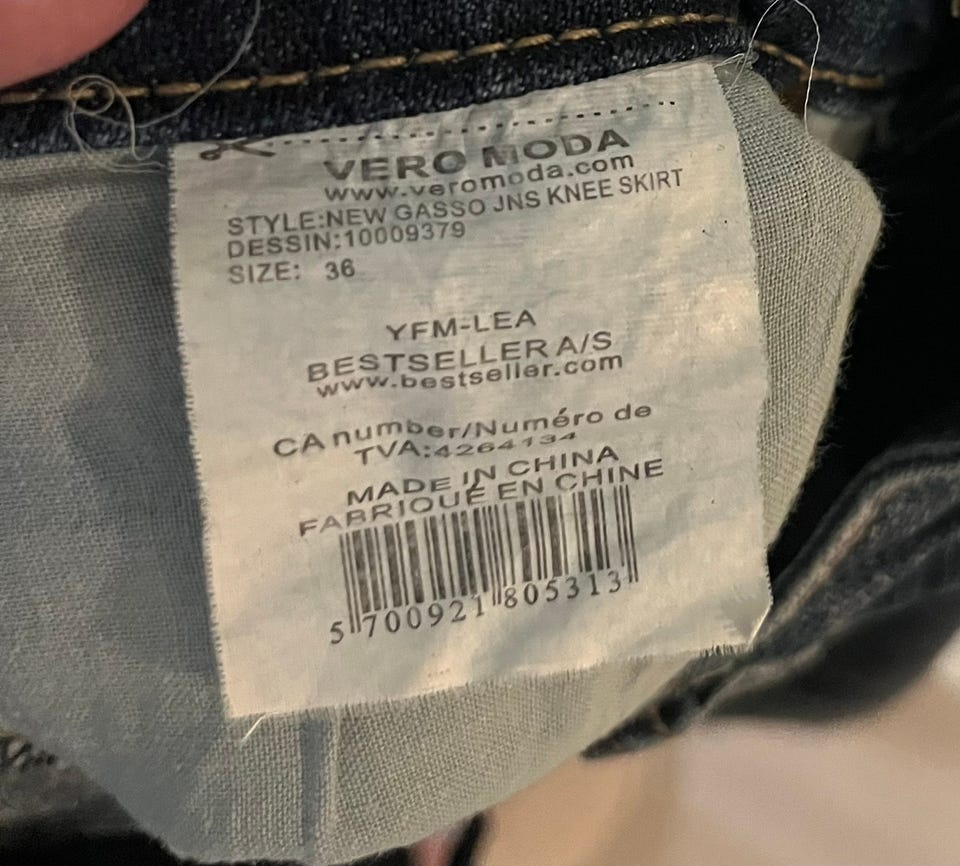 VERO MODA
www.veromoda.com
STYLE:NEW GASSO JNS KNEE SKIRT
DESSIN:10009379
SIZE: 36
YFM-LEA
BESTSELLER A/S
www.bestseller.com
CA number/Numéro de
TVA:4264134
MADE IN CHINA
FABRIQUÉ EN CHINE
5 700921 805313